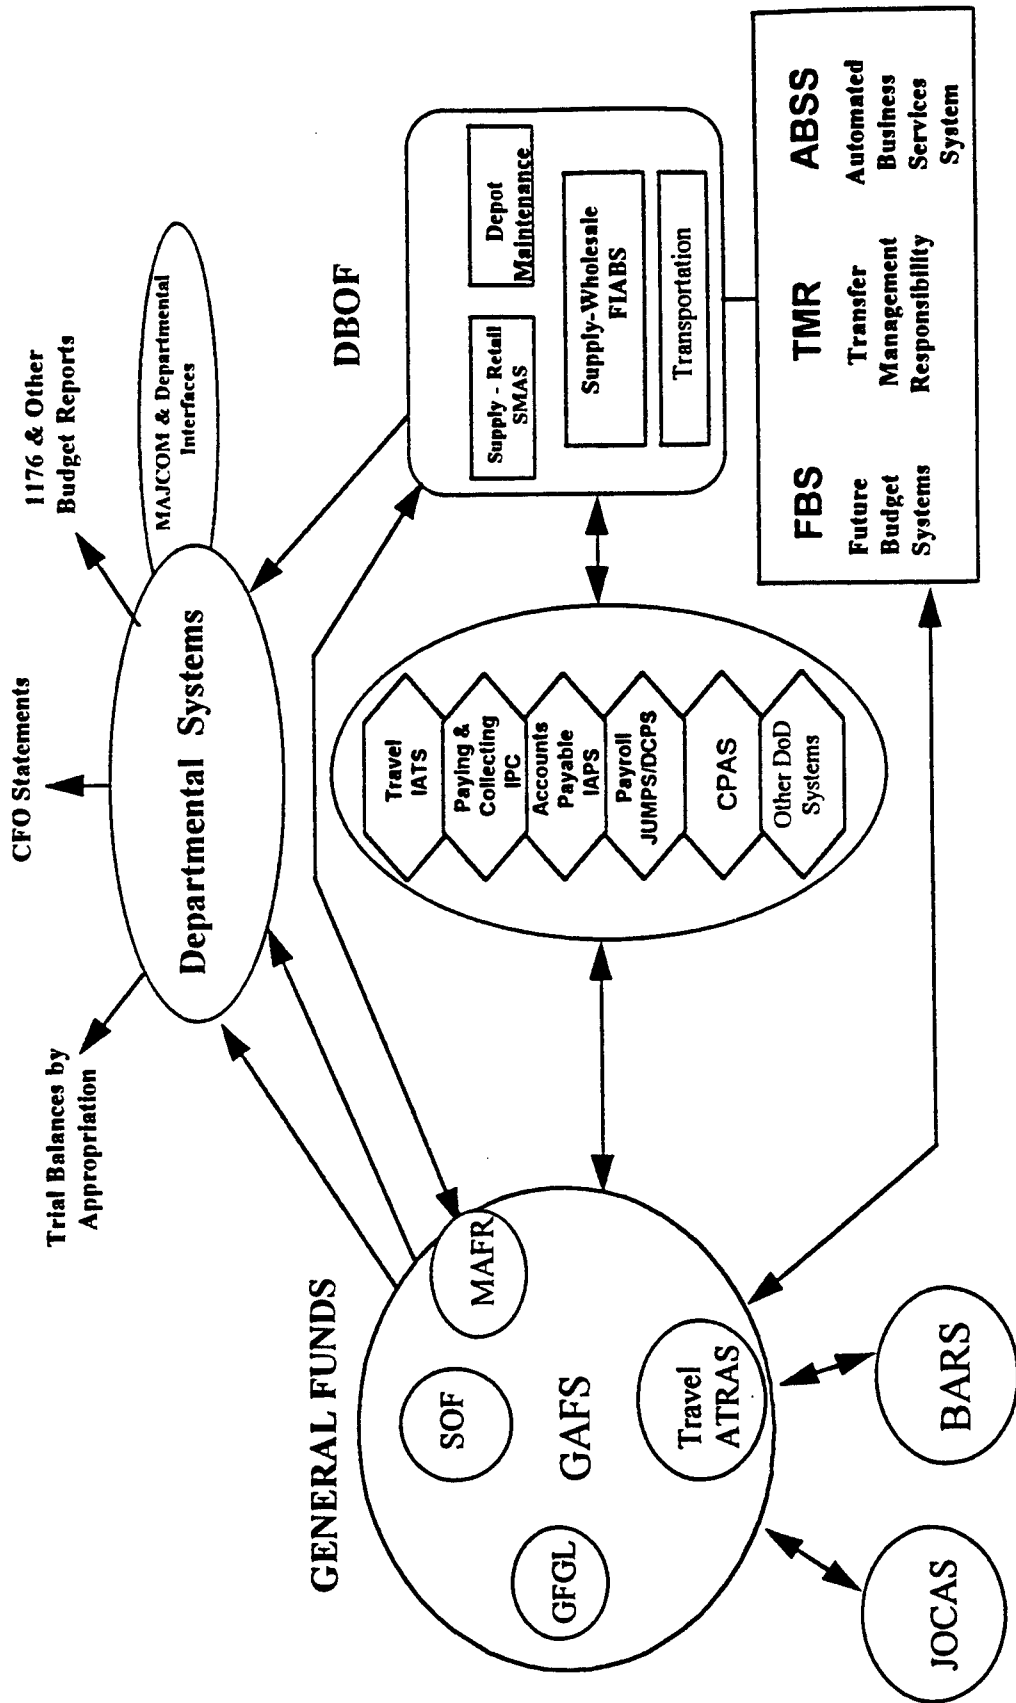 Trial Balances by
Appropriation
CFO Statements
1176 & Other
Budget Reports
Departmental Systems
MAJCOM & Departmental
Interfaces
GENERAL FUNDS
SOF
MAFR
GFGL
GAFS
Travel
ATRAS
JOCAS
BARS
Travel
IATS
Paying &
Collecting
IPC
Accounts
Payable
IAPS
Payroll
JUMPS/DCPS
CPAS
Other DoD
Systems
DBOF
Supply - Retail
SMAS
Depot
Maintenance
Supply-Wholesale
FIABS
Transportation
FBS
Future
Budget
Systems
TMR
Transfer
Management
Responsibility
ABSS
Automated
Business
Services
System